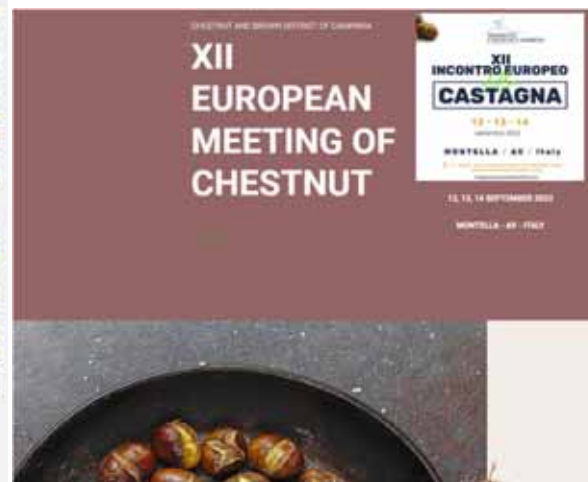 CHESTNUT AND BROWN DISTRICT OF CAMPANIA
XII
EUROPEAN
MEETING OF
CHESTNUT
XII
INCONTRO EUROPEO
CASTAGNA
12 - 13 - 14
MONTELLA / AV / Italy
12, 13, 14 SEPTEMBER 2022
MONTELLA - AV - ITALY